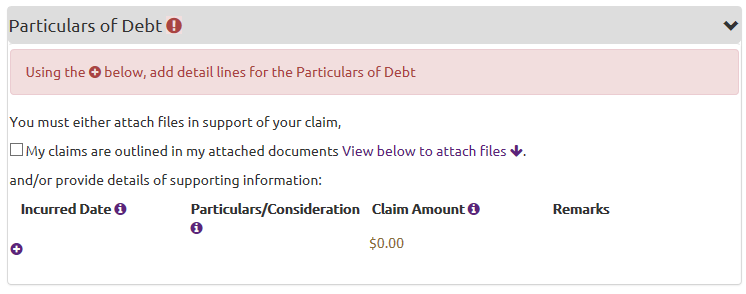 Particulars of Debt
Using the below, add detail lines for the Particulars of Debt
You must either attach files in support of your claim,
My claims are outlined in my attached documents View below to attach files .
and/or provide details of supporting information:
Incurred Date Particulars/Consideration Claim Amount Remarks
$0.00